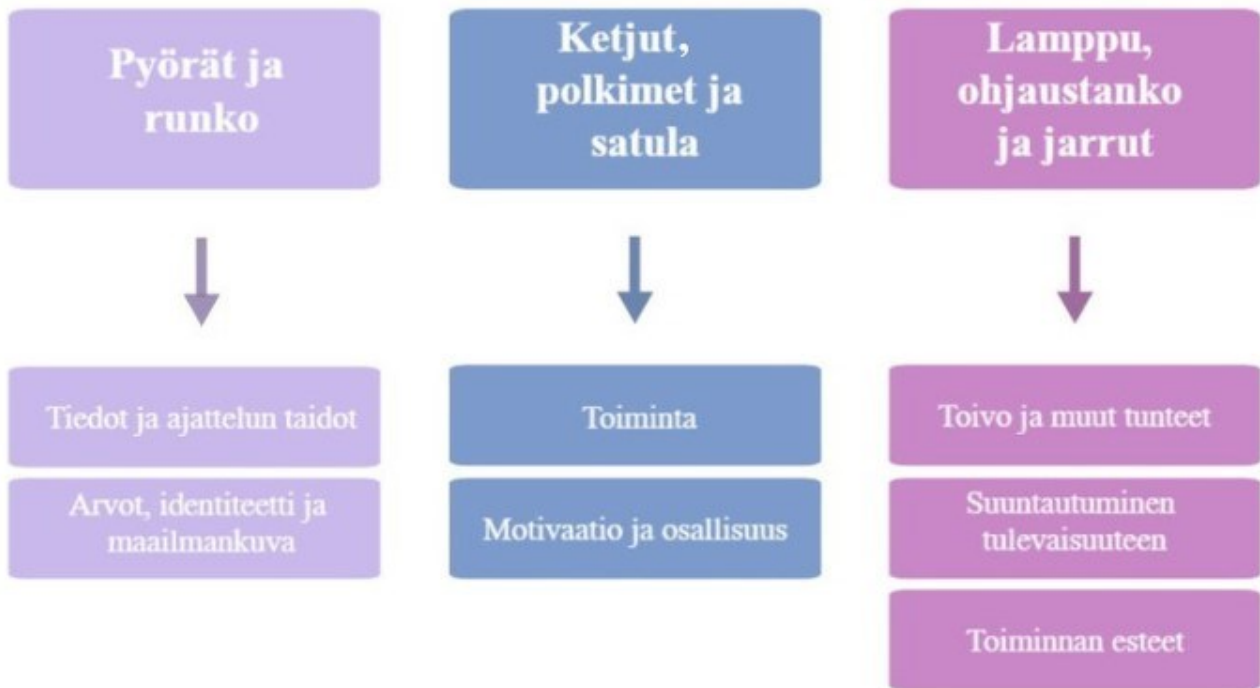 Pyörät ja
runko
Ketjut,
polkimet ja
satula
Lamppu,
ohjaustanko
ja jarrut
Tiedot ja ajattelun taidot
Arvot, identiteetti ja
maailmankuva
Toiminta
Motivaatio ja osallisuus
Toivo ja muut tunteet
Suuntautuminen
tulevaisuuteen
Toiminnan esteet